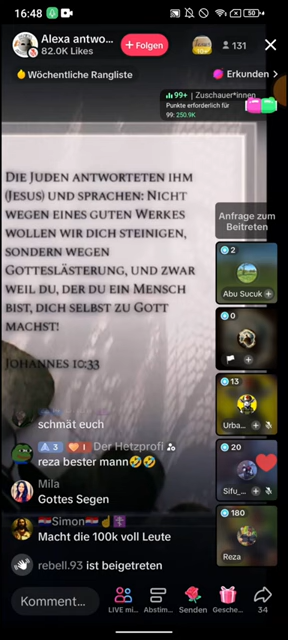 16:48
50
Alexa antwo...
82.0K Likes
+ Folgen
131
Wöchentliche Rangliste
Erkunden >
99+ | Zuschauer*innen
Punkte erforderlich für
99: 250.9K
Die Juden antworteten ihm
(Jesus) und sprachen: Nicht
wegen eines guten Werkes
wollen wir dich steinigen,
sondern wegen
Gotteslästerung, und zwar
weil du, der du ein Mensch
bist, dich selbst zu Gott
machst!
Johannes 10:33
Anfrage zum
Beitreten
2
Abu Sucuk
0
13
Urba...
20
Sifu_...
180
Reza
schmät euch
3 1 Der Hetzprofi
reza bester mann🤣🤣
Mila
Gottes Segen
Simon
Macht die 100k voll Leute
rebell.93 ist beigetreten
Komment...
LIVE mi...
Abstim...
Senden
Gesche...
34